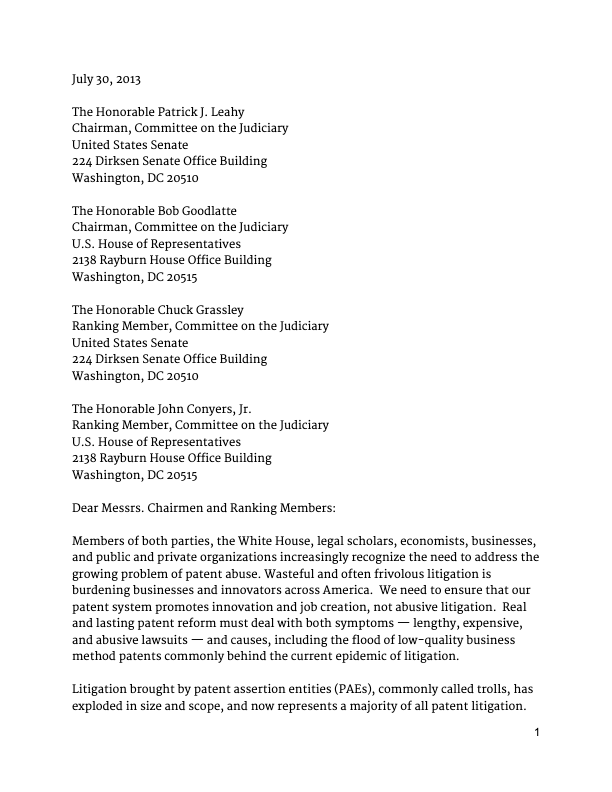 July 30, 2013
The Honorable Patrick J. Leahy
Chairman, Committee on the Judiciary
United States Senate
224 Dirksen Senate Office Building
Washington, DC 20510
The Honorable Bob Goodlatte
Chairman, Committee on the Judiciary
U.S. House of Representatives
2138 Rayburn House Office Building
Washington, DC 20515
The Honorable Chuck Grassley
Ranking Member, Committee on the Judiciary
United States Senate
224 Dirksen Senate Office Building
Washington, DC 20510
The Honorable John Conyers, Jr.
Ranking Member, Committee on the Judiciary
U.S. House of Representatives
2138 Rayburn House Office Building
Washington, DC 20515
Dear Messrs. Chairmen and Ranking Members:
Members of both parties, the White House, legal scholars, economists, businesses,
and public and private organizations increasingly recognize the need to address the
growing problem of patent abuse. Wasteful and often frivolous litigation is
burdening businesses and innovators across America.  We need to ensure that our
patent system promotes innovation and job creation, not abusive litigation.  Real
and lasting patent reform must deal with both symptoms — lengthy, expensive,
and abusive lawsuits — and causes, including the flood of low-quality business
method patents commonly behind the current epidemic of litigation.
Litigation brought by patent assertion entities (PAEs), commonly called trolls, has
exploded in size and scope, and now represents a majority of all patent litigation.
1